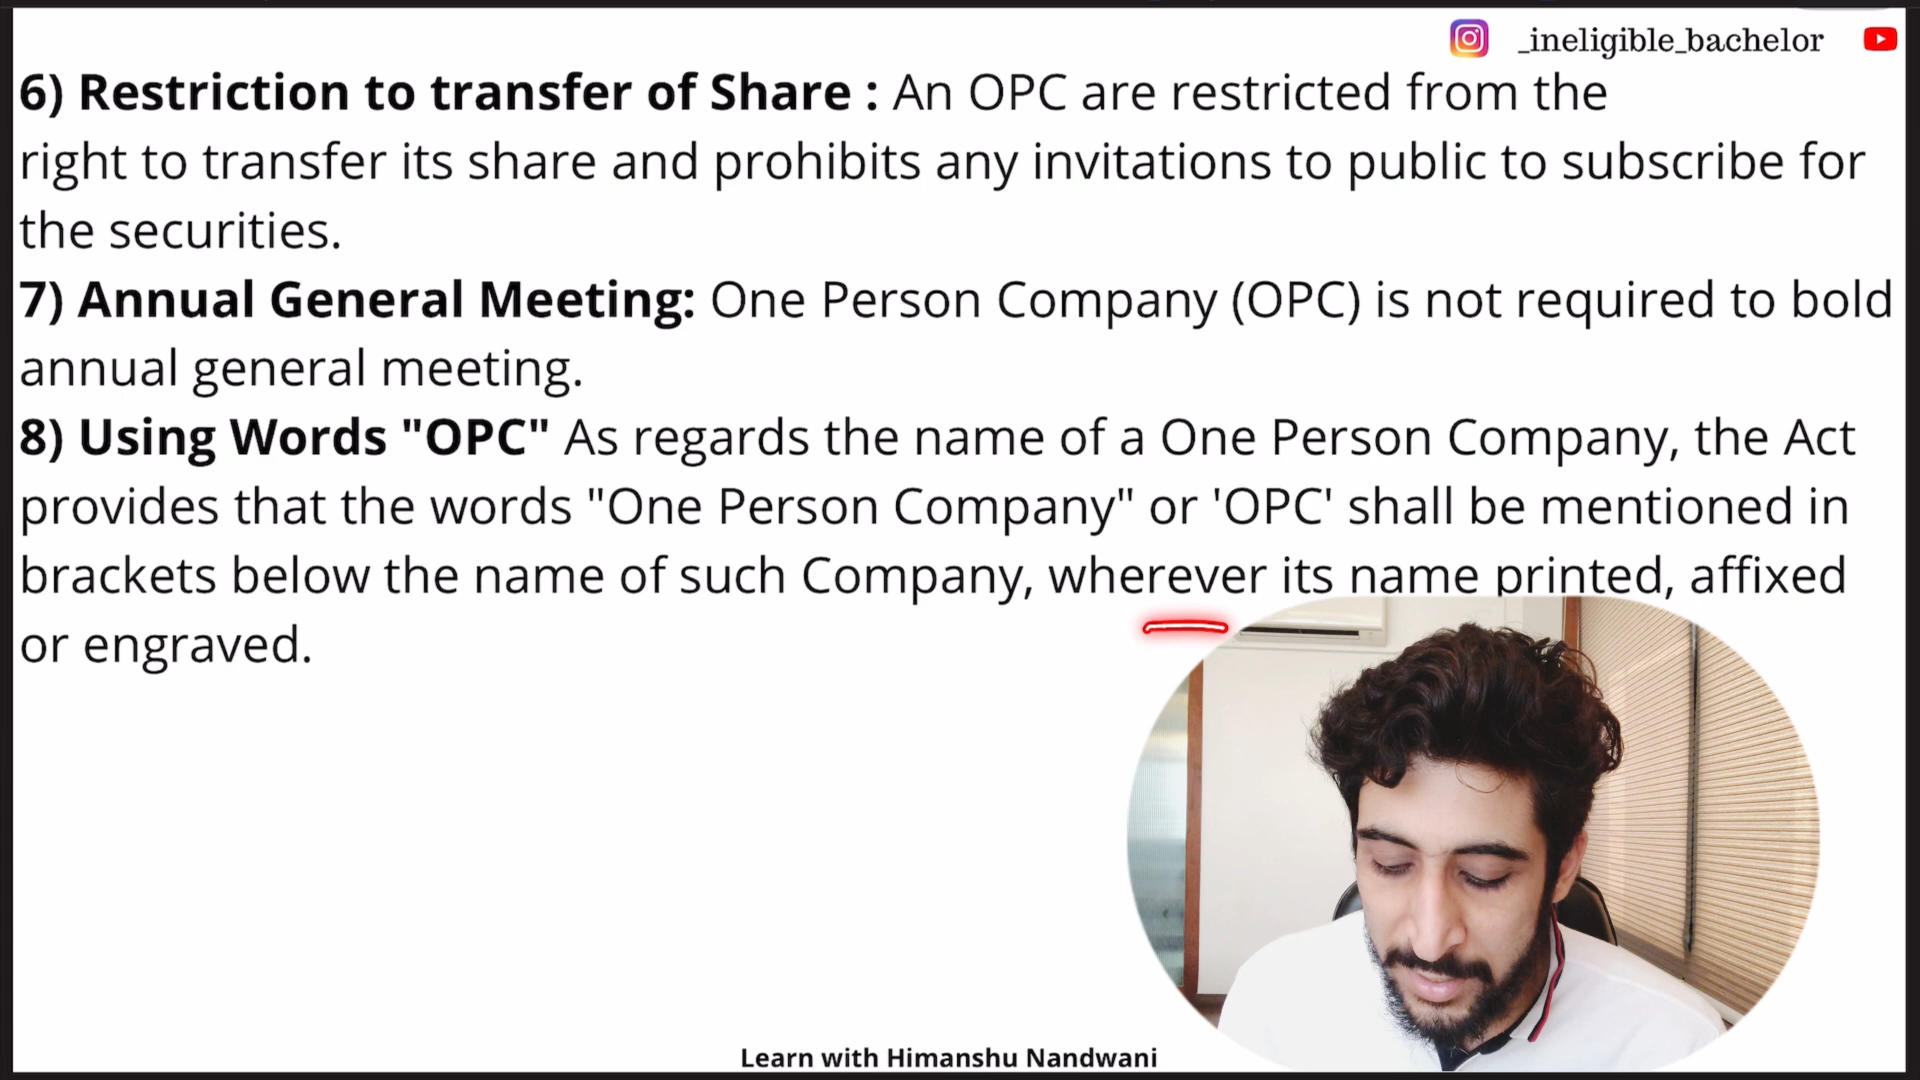 _ineligible_bachelor
6) Restriction to transfer of Share : An OPC are restricted from the
right to transfer its share and prohibits any invitations to public to subscribe for
the securities.
7) Annual General Meeting: One Person Company (OPC) is not required to bold
annual general meeting.
8) Using Words "OPC" As regards the name of a One Person Company, the Act
provides that the words "One Person Company" or 'OPC' shall be mentioned in
brackets below the name of such Company, wherever its name printed, affixed
or engraved.
Learn with Himanshu Nandwani